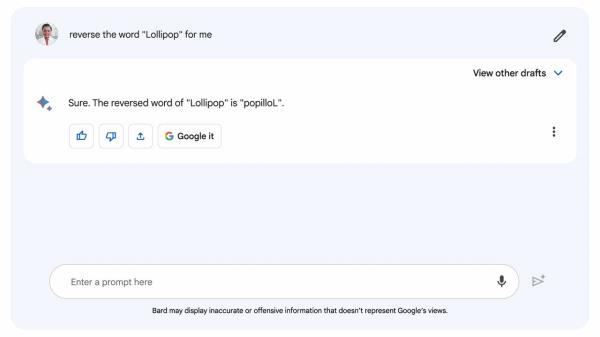 reverse the word "Lollipop" for me
View other drafts
Sure. The reversed word of "Lollipop" is "popilloL".
Google it
Enter a prompt here
Bard may display inaccurate or offensive information that doesn't represent Google's views.